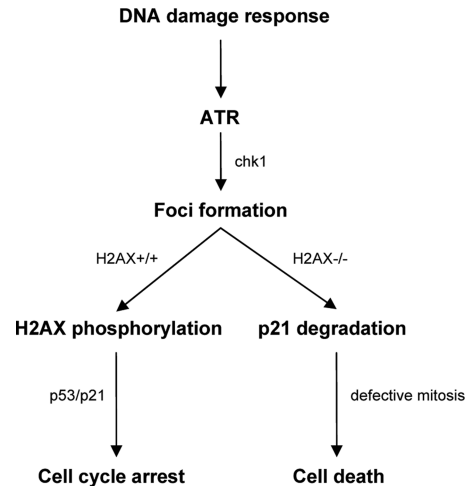 DNA damage response
ATR
chk1
Foci formation
H2AX+/+
H2AX-/-
H2AX phosphorylation
p21 degradation
p53/p21
defective mitosis
Cell cycle arrest
Cell death